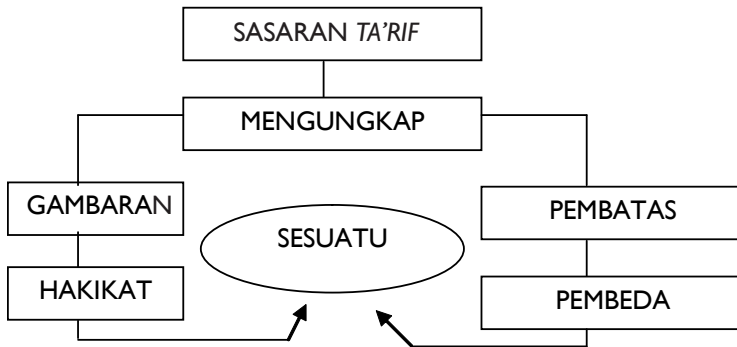 SASARAN TA'RIF
MENGUNGKAP
GAMBARAN
PEMBATAS
SESUATU
HAKIKAT
PEMBEDA